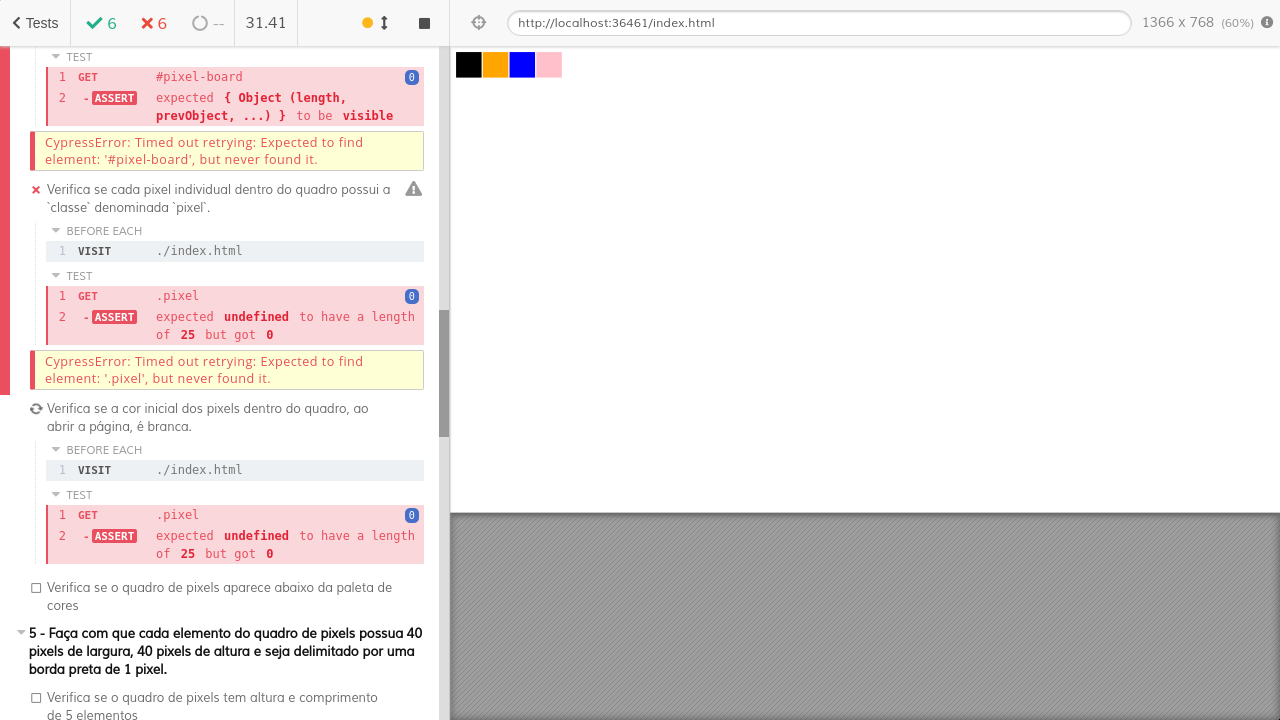 Tests
6
6
--
31.41
http://localhost:36461/index.html
1366 x 768 (60%)
TEST
1 GET #pixel-board 0
2 -ASSERT expected { Object (length,
prevObject, ...) } to be visible
CypressError: Timed out retrying: Expected to find
element: '#pixel-board', but never found it.
Verifica se cada pixel individual dentro do quadro possui a
`classe` denominada `pixel`.
BEFORE EACH
1 VISIT ./index.html
TEST
1 GET .pixel 0
2 -ASSERT expected undefined to have a length
of 25 but got 0
CypressError: Timed out retrying: Expected to find
element: '.pixel', but never found it.
Verifica se a cor inicial dos pixels dentro do quadro, ao
abrir a página, é branca.
BEFORE EACH
1 VISIT ./index.html
TEST
1 GET .pixel 0
2 -ASSERT expected undefined to have a length
of 25 but got 0
Verifica se o quadro de pixels aparece abaixo da paleta de
cores
5 - Faça com que cada elemento do quadro de pixels possua 40
pixels de largura, 40 pixels de altura e seja delimitado por uma
borda preta de 1 pixel.
Verifica se o quadro de pixels tem altura e comprimento
de 5 elementos